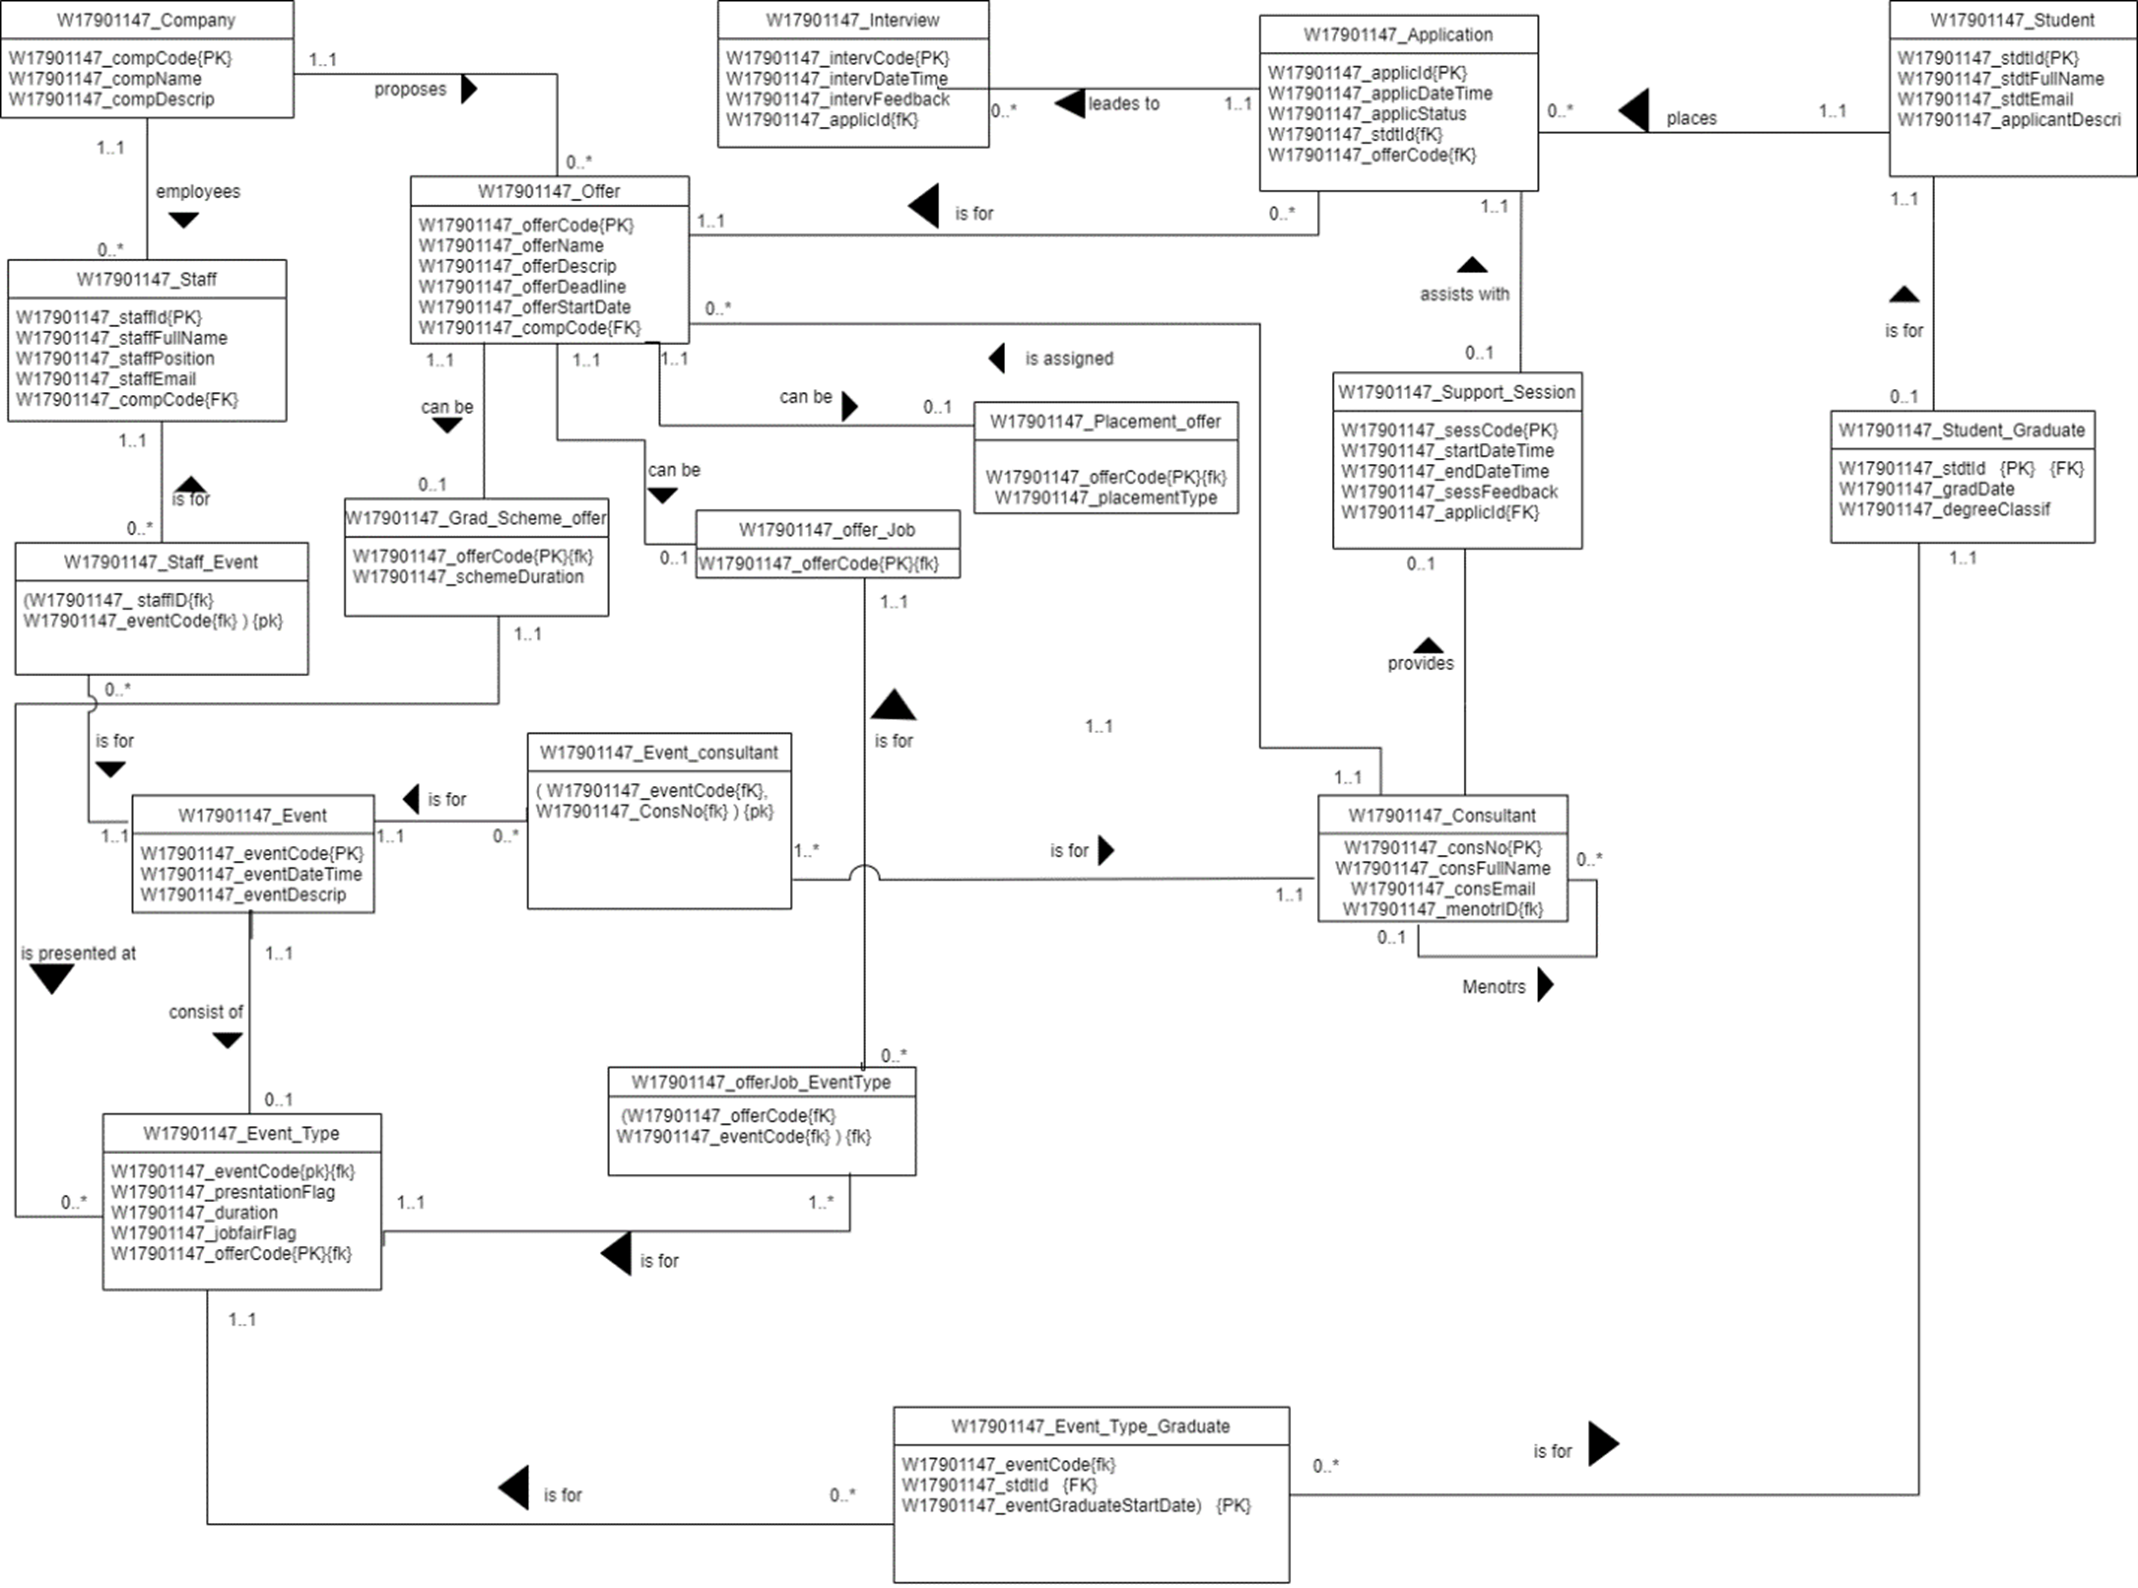 W17901147_Company
W17901147_compCode{PK}
W17901147_compName
W17901147_compDescrip
1..1
proposes
0..*
1..1
employees
0..*
W17901147_Interview
W17901147_intervCode{PK}
W17901147_intervDateTime
W17901147_intervFeedback
W17901147_applicId{fK}
0..*
leades to
1..1
W17901147_Application
W17901147_applicId{PK}
W17901147_applicDateTime
W17901147_applicStatus
W17901147_stdtId{fK}
W17901147_offerCode{fK}
0..*
places
1..1
W17901147_Student
W17901147_stdtId{PK}
W17901147_stdtFullName
W17901147_stdtEmail
W17901147_applicantDescri
W17901147_Offer
W17901147_offerCode{PK}
W17901147_offerName
W17901147_offerDescrip
W17901147_offerDeadline
W17901147_offerStartDate
W17901147_compCode{FK}
1..1
is for
0..*
0..*
is assigned
1..1
assists with
0..1
1..1
is for
0..1
W17901147_Staff
W17901147_staffId{PK}
W17901147_staffFullName
W17901147_staffPosition
W17901147_staffEmail
W17901147_compCode{FK}
1..1
is for
0..*
1..1
can be
0..1
1..1
can be
0..1
1..1
can be
0..1
W17901147_Placement_offer
W17901147_offerCode{PK}{fk}
W17901147_placementType
W17901147_Support_Session
W17901147_sessCode{PK}
W17901147_startDateTime
W17901147_endDateTime
W17901147_sessFeedback
W17901147_applicId{FK}
0..1
provides
W17901147_Student_Graduate
W17901147_stdtId {PK} {FK}
W17901147_gradDate
W17901147_degreeClassif
1..1
W17901147_Grad_Scheme_offer
W17901147_offerCode{PK}{fk}
W17901147_schemeDuration
1..1
W17901147_offer_Job
W17901147_offerCode{PK}{fk}
1..1
is for
W17901147_Staff_Event
(W17901147_ staffID{fk}
W17901147_eventCode{fk} ) {pk}
0..*
is for
1..1
W17901147_Event_consultant
( W17901147_eventCode{fK},
W17901147_ConsNo{fk} ) {pk}
is for
1..1
0..*
1..*
is for
1..1
1..1
1..1
W17901147_Consultant
W17901147_consNo{PK}
W17901147_consFullName
W17901147_consEmail
W17901147_menotrID{fk}
0..*
0..1
Menotrs
W17901147_Event
W17901147_eventCode{PK}
W17901147_eventDateTime
W17901147_eventDescrip
1..1
is presented at
consist of
0..1
0..*
0..*
W17901147_offerJob_EventType
(W17901147_offerCode{fK}
W17901147_eventCode{fk} ) {fk}
1..*
is for
1..1
W17901147_Event_Type
W17901147_eventCode{pk}{fk}
W17901147_presntationFlag
W17901147_duration
W17901147_jobfairFlag
W17901147_offerCode{PK}{fk}
1..1
is for
0..*
W17901147_Event_Type_Graduate
W17901147_eventCode{fk}
W17901147_stdtId {FK}
W17901147_eventGraduateStartDate) {PK}
0..*
is for